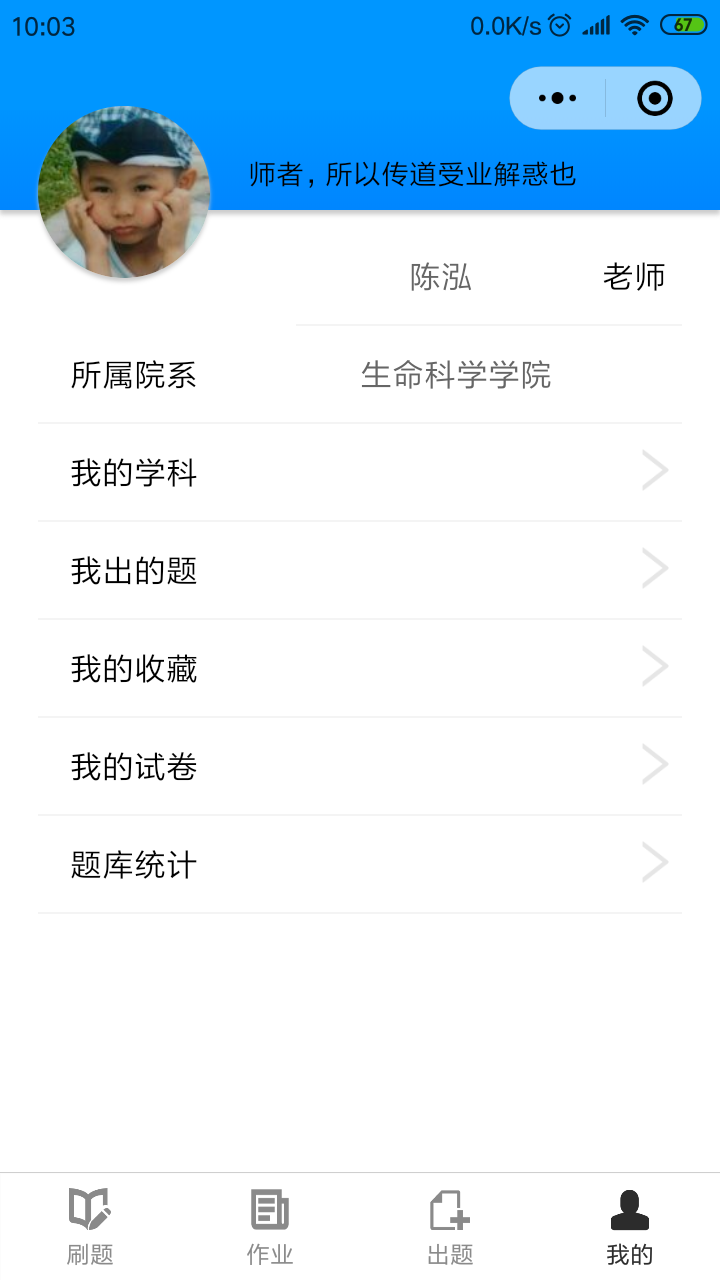 10:03 0.0K/s 67
师者，所以传道受业解惑也
陈泓 老师
所属院系 生命科学学院
我的学科
我出的题
我的收藏
我的试卷
题库统计
刷题 作业 出题 我的